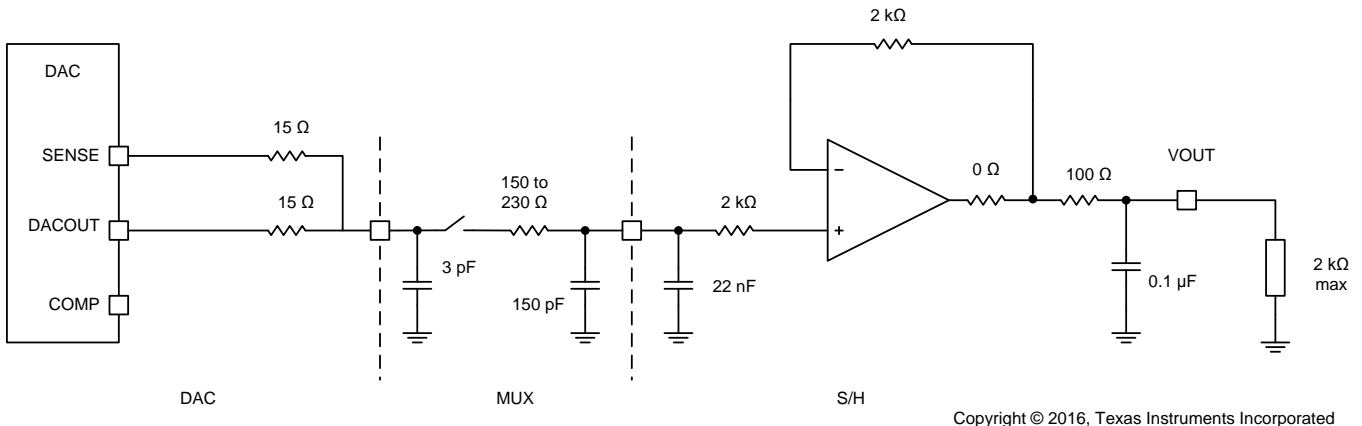 2 kΩ
DAC
SENSE
15 Ω
DACOUT
15 Ω
COMP
3 pF
150 to
230 Ω
150 pF
22 nF
2 kΩ
−
+
0 Ω
100 Ω
VOUT
0.1 µF
2 kΩ
max
DAC
MUX
S/H
Copyright © 2016, Texas Instruments Incorporated